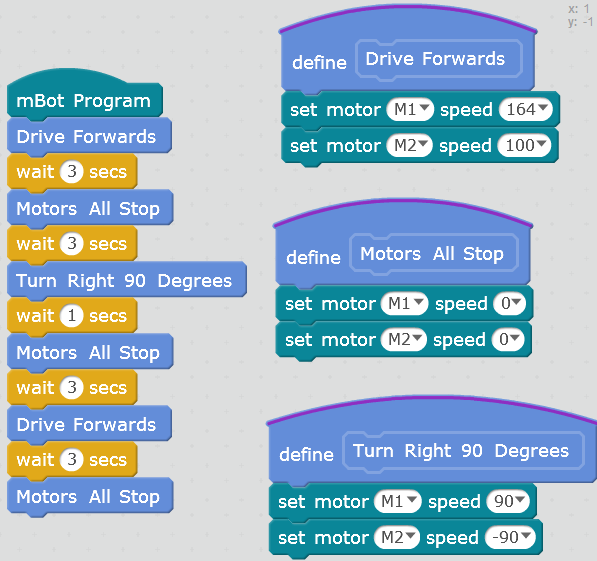 x: 1
y: -1
mBot Program
Drive Forwards
wait 3 secs
Motors All Stop
wait 3 secs
Turn Right 90 Degrees
wait 1 secs
Motors All Stop
wait 3 secs
Drive Forwards
wait 3 secs
Motors All Stop
define Drive Forwards
set motor M1 speed 164
set motor M2 speed 100
define Motors All Stop
set motor M1 speed 0
set motor M2 speed 0
define Turn Right 90 Degrees
set motor M1 speed 90
set motor M2 speed -90